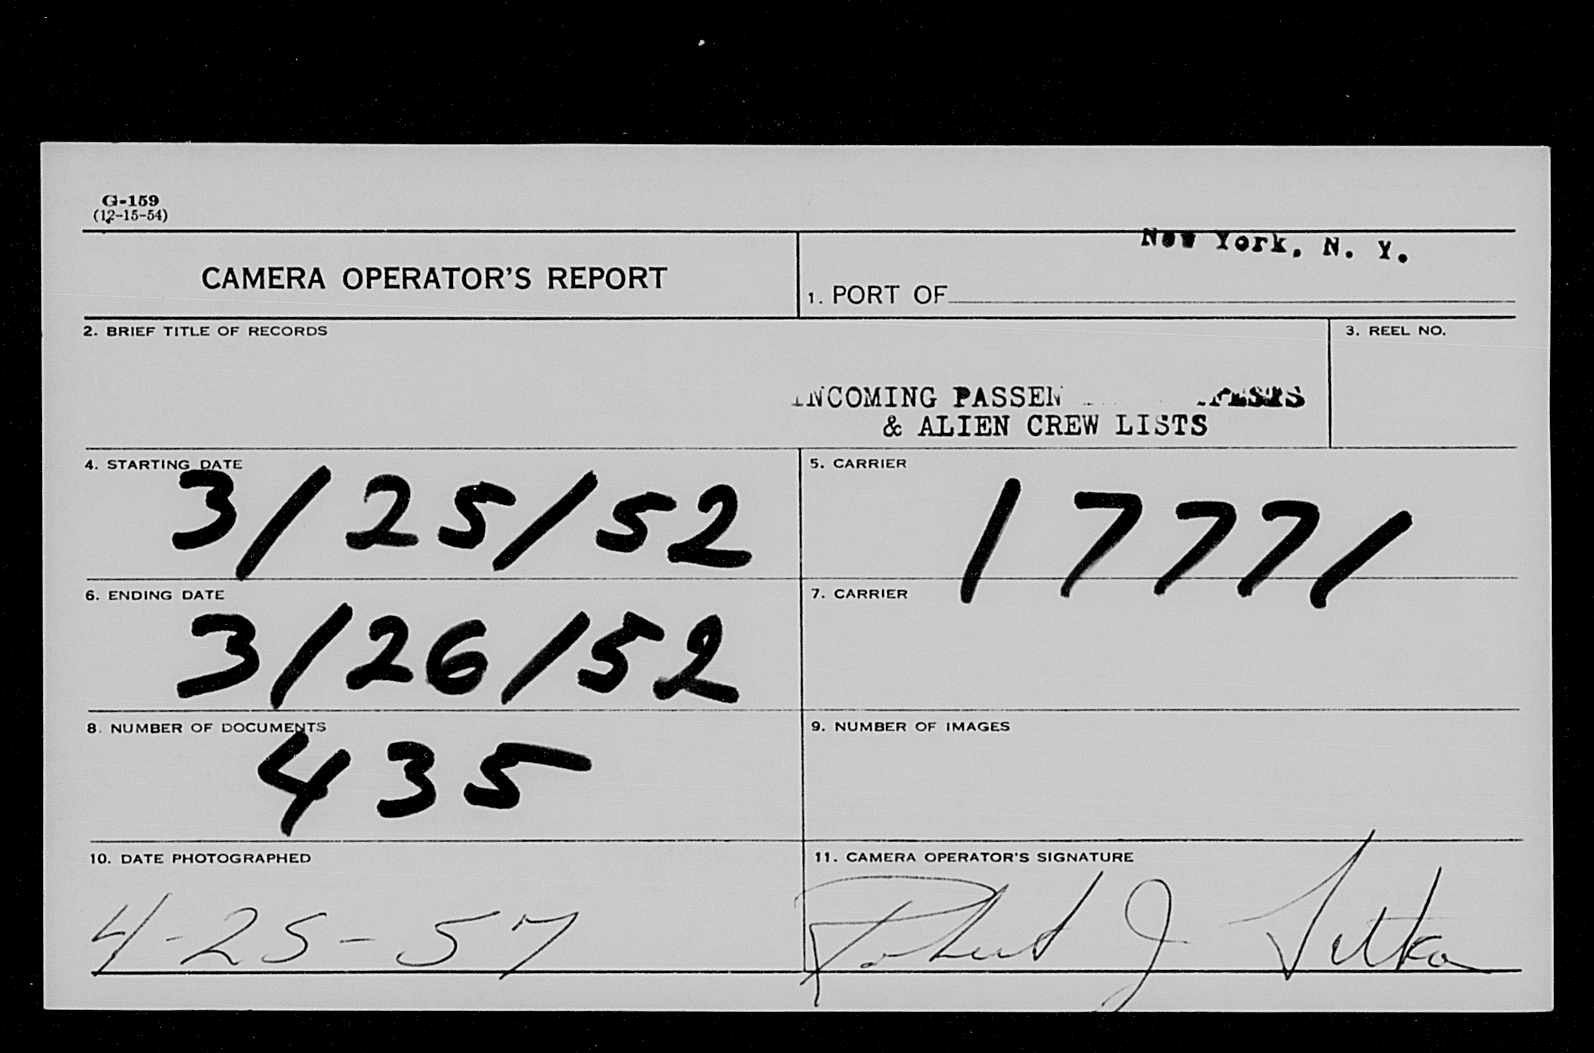 G-159
(12-15-54)
CAMERA OPERATOR'S REPORT
New York, N. Y.
1. PORT OF
2. BRIEF TITLE OF RECORDS
3. REEL NO.
INCOMING PASSEN
& ALIEN CREW LISTS
4. STARTING DATE
3/25/52
5. CARRIER
17771
6. ENDING DATE
3/26/52
7. CARRIER
8. NUMBER OF DOCUMENTS
435
9. NUMBER OF IMAGES
10. DATE PHOTOGRAPHED
4-25-57
11. CAMERA OPERATOR'S SIGNATURE
Robert J